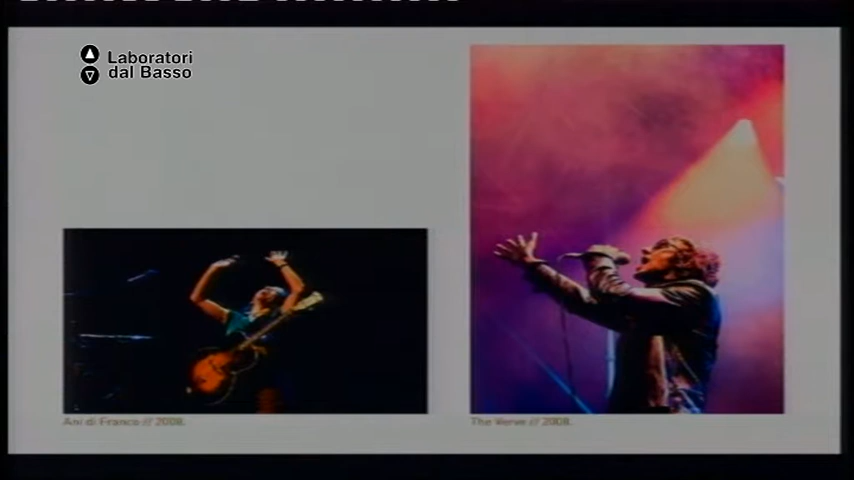 Laboratori
dal Basso
Ani di Franco // 2008.
The Verve // 2008.